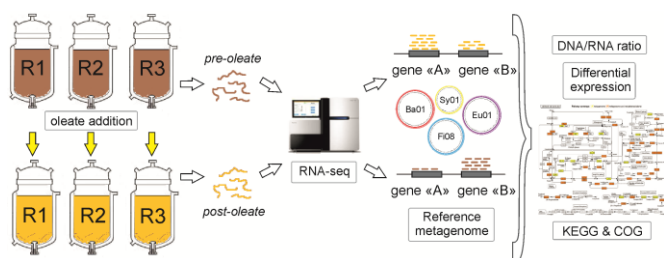 R1 R2 R3
oleate addition
R1 R2 R3
pre-oleate
post-oleate
RNA-seq
gene «A» gene «B»
Ba01 Sy01 Eu01
Fi08
gene «A» gene «B»
Reference
metagenome
DNA/RNA ratio
Differential
expression
KEGG & COG